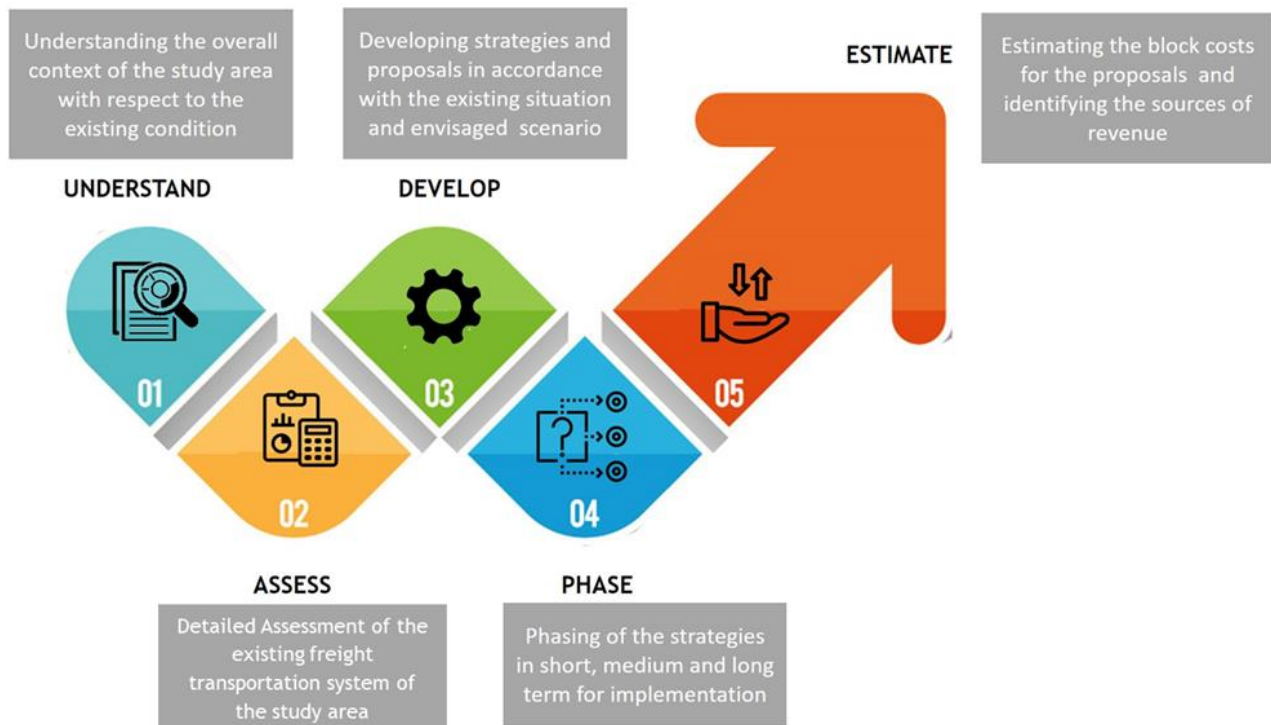 Understanding the overall
context of the study area
with respect to the
existing condition
UNDERSTAND
01
Detailed Assessment of the
existing freight
transportation system of
the study area
ASSESS
02
Developing strategies and
proposals in accordance
with the existing situation
and envisaged scenario
DEVELOP
03
PHASE
04
Phasing of the strategies
in short, medium and long
term for implementation
ESTIMATE
05
Estimating the block costs
for the proposals and
identifying the sources of
revenue
?